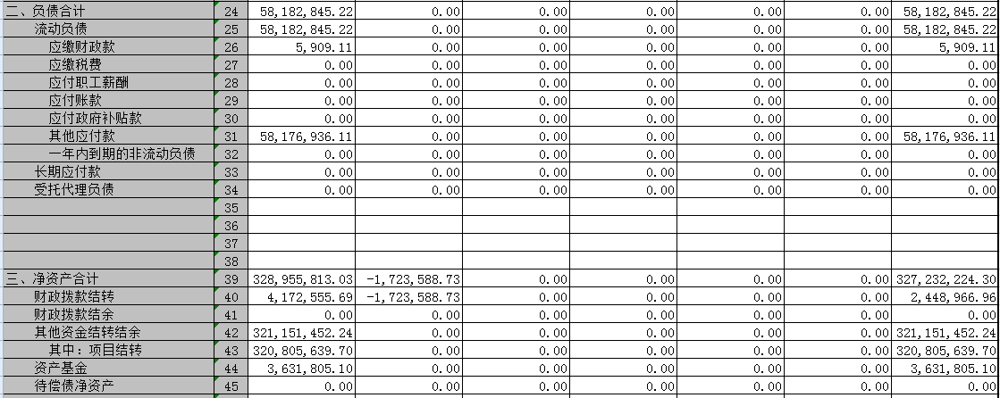 二、负债合计 24 58,182,845.22 0.00 0.00 0.00 0.00 0.00 58,182,845.22
流动负债 25 58,182,845.22 0.00 0.00 0.00 0.00 0.00 58,182,845.22
应缴财政款 26 5,909.11 0.00 0.00 0.00 0.00 0.00 5,909.11
应缴税费 27 0.00 0.00 0.00 0.00 0.00 0.00 0.00
应付职工薪酬 28 0.00 0.00 0.00 0.00 0.00 0.00 0.00
应付账款 29 0.00 0.00 0.00 0.00 0.00 0.00 0.00
应付政府补贴款 30 0.00 0.00 0.00 0.00 0.00 0.00 0.00
其他应付款 31 58,176,936.11 0.00 0.00 0.00 0.00 0.00 58,176,936.11
一年内到期的非流动负债 32 0.00 0.00 0.00 0.00 0.00 0.00 0.00
长期应付款 33 0.00 0.00 0.00 0.00 0.00 0.00 0.00
受托代理负债 34 0.00 0.00 0.00 0.00 0.00 0.00 0.00
35
36
37
38
三、净资产合计 39 328,955,813.03 -1,723,588.73 0.00 0.00 0.00 0.00 327,232,224.30
财政拨款结转 40 4,172,555.69 -1,723,588.73 0.00 0.00 0.00 0.00 2,448,966.96
财政拨款结余 41 0.00 0.00 0.00 0.00 0.00 0.00 0.00
其他资金结转结余 42 321,151,452.24 0.00 0.00 0.00 0.00 0.00 321,151,452.24
其中：项目结转 43 320,805,639.70 0.00 0.00 0.00 0.00 0.00 320,805,639.70
资产基金 44 3,631,805.10 0.00 0.00 0.00 0.00 0.00 3,631,805.10
待偿债净资产 45 0.00 0.00 0.00 0.00 0.00 0.00 0.00